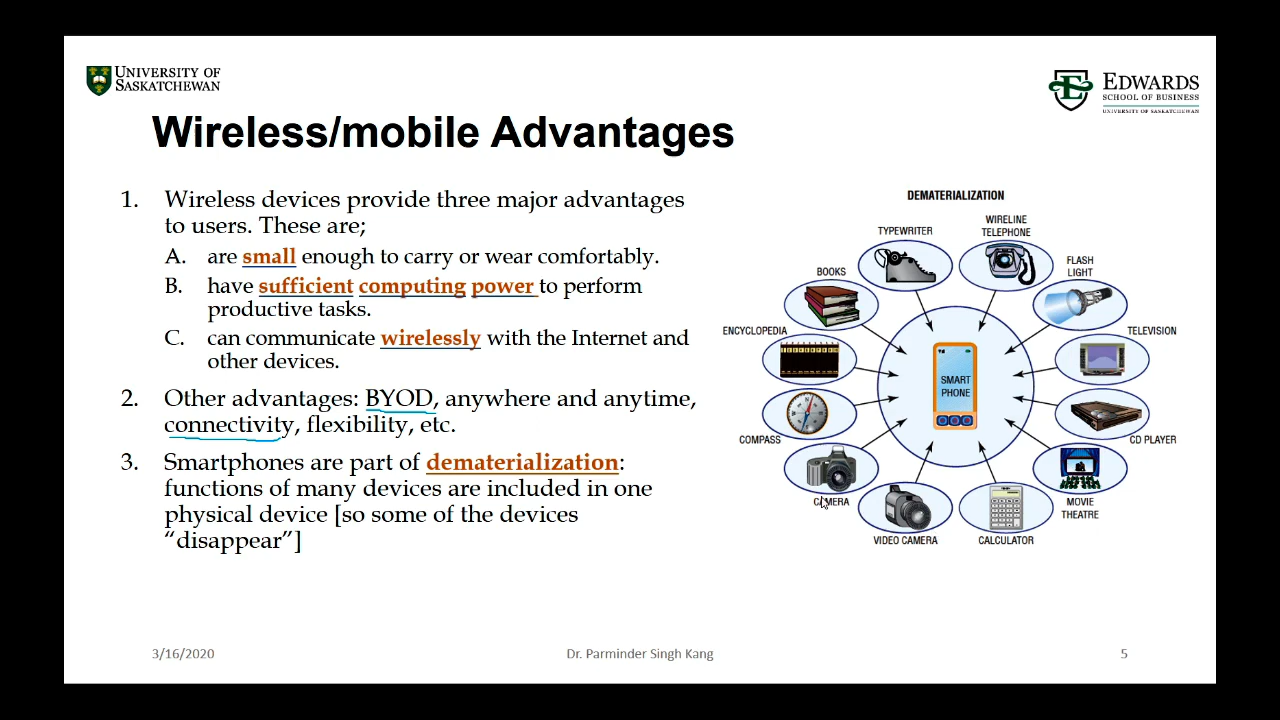 UNIVERSITY OF
SASKATCHEWAN
EDWARDS
SCHOOL OF BUSINESS
UNIVERSITY OF SASKATCHEWAN
Wireless/mobile Advantages
1. Wireless devices provide three major advantages
to users. These are;
A. are small enough to carry or wear comfortably.
B. have sufficient computing power to perform
productive tasks.
C. can communicate wirelessly with the Internet and
other devices.
2. Other advantages: BYOD, anywhere and anytime,
connectivity, flexibility, etc.
3. Smartphones are part of dematerialization:
functions of many devices are included in one
physical device [so some of the devices
“disappear”]
DEMATERIALIZATION
TYPEWRITER
WIRELINE
TELEPHONE
BOOKS
FLASH
LIGHT
ENCYCLOPEDIA
TELEVISION
SMART
PHONE
COMPASS
CD PLAYER
CAMERA
MOVIE
THEATRE
VIDEO CAMERA
CALCULATOR
3/16/2020
Dr. Parminder Singh Kang
5